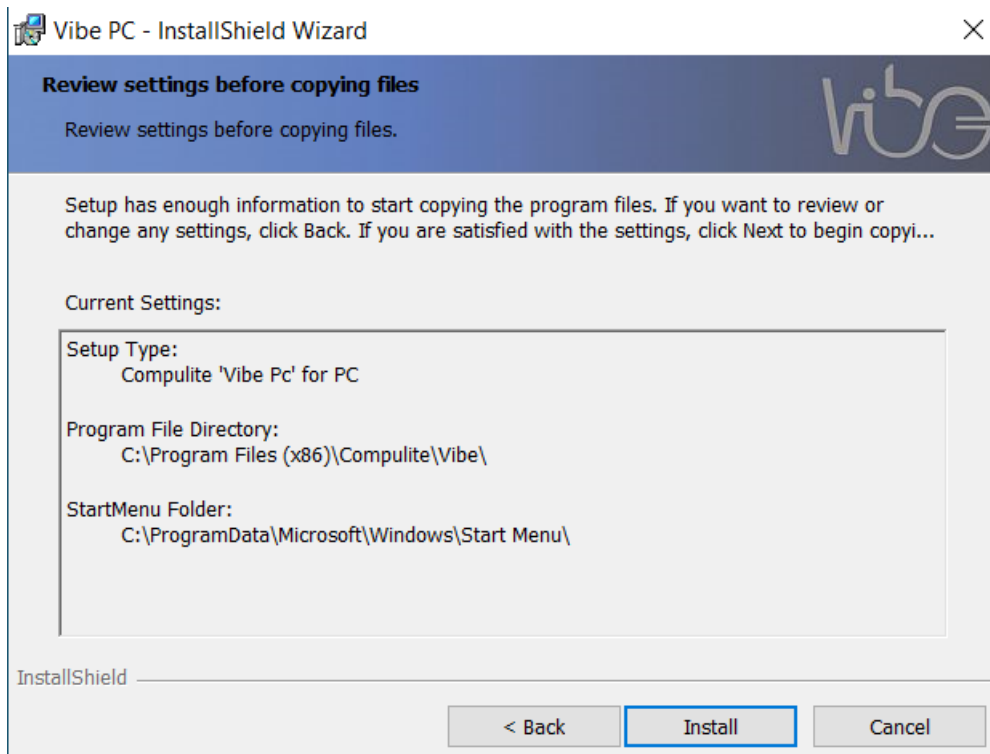 Vibe PC - InstallShield Wizard
Review settings before copying files
Review settings before copying files.
Vibe
Setup has enough information to start copying the program files. If you want to review or
change any settings, click Back. If you are satisfied with the settings, click Next to begin copyi...
Current Settings:
Setup Type:
Compulite 'Vibe Pc' for PC
Program File Directory:
C:\Program Files (x86)\Compulite\Vibe\
StartMenu Folder:
C:\ProgramData\Microsoft\Windows\Start Menu\
InstallShield
< Back
Install
Cancel